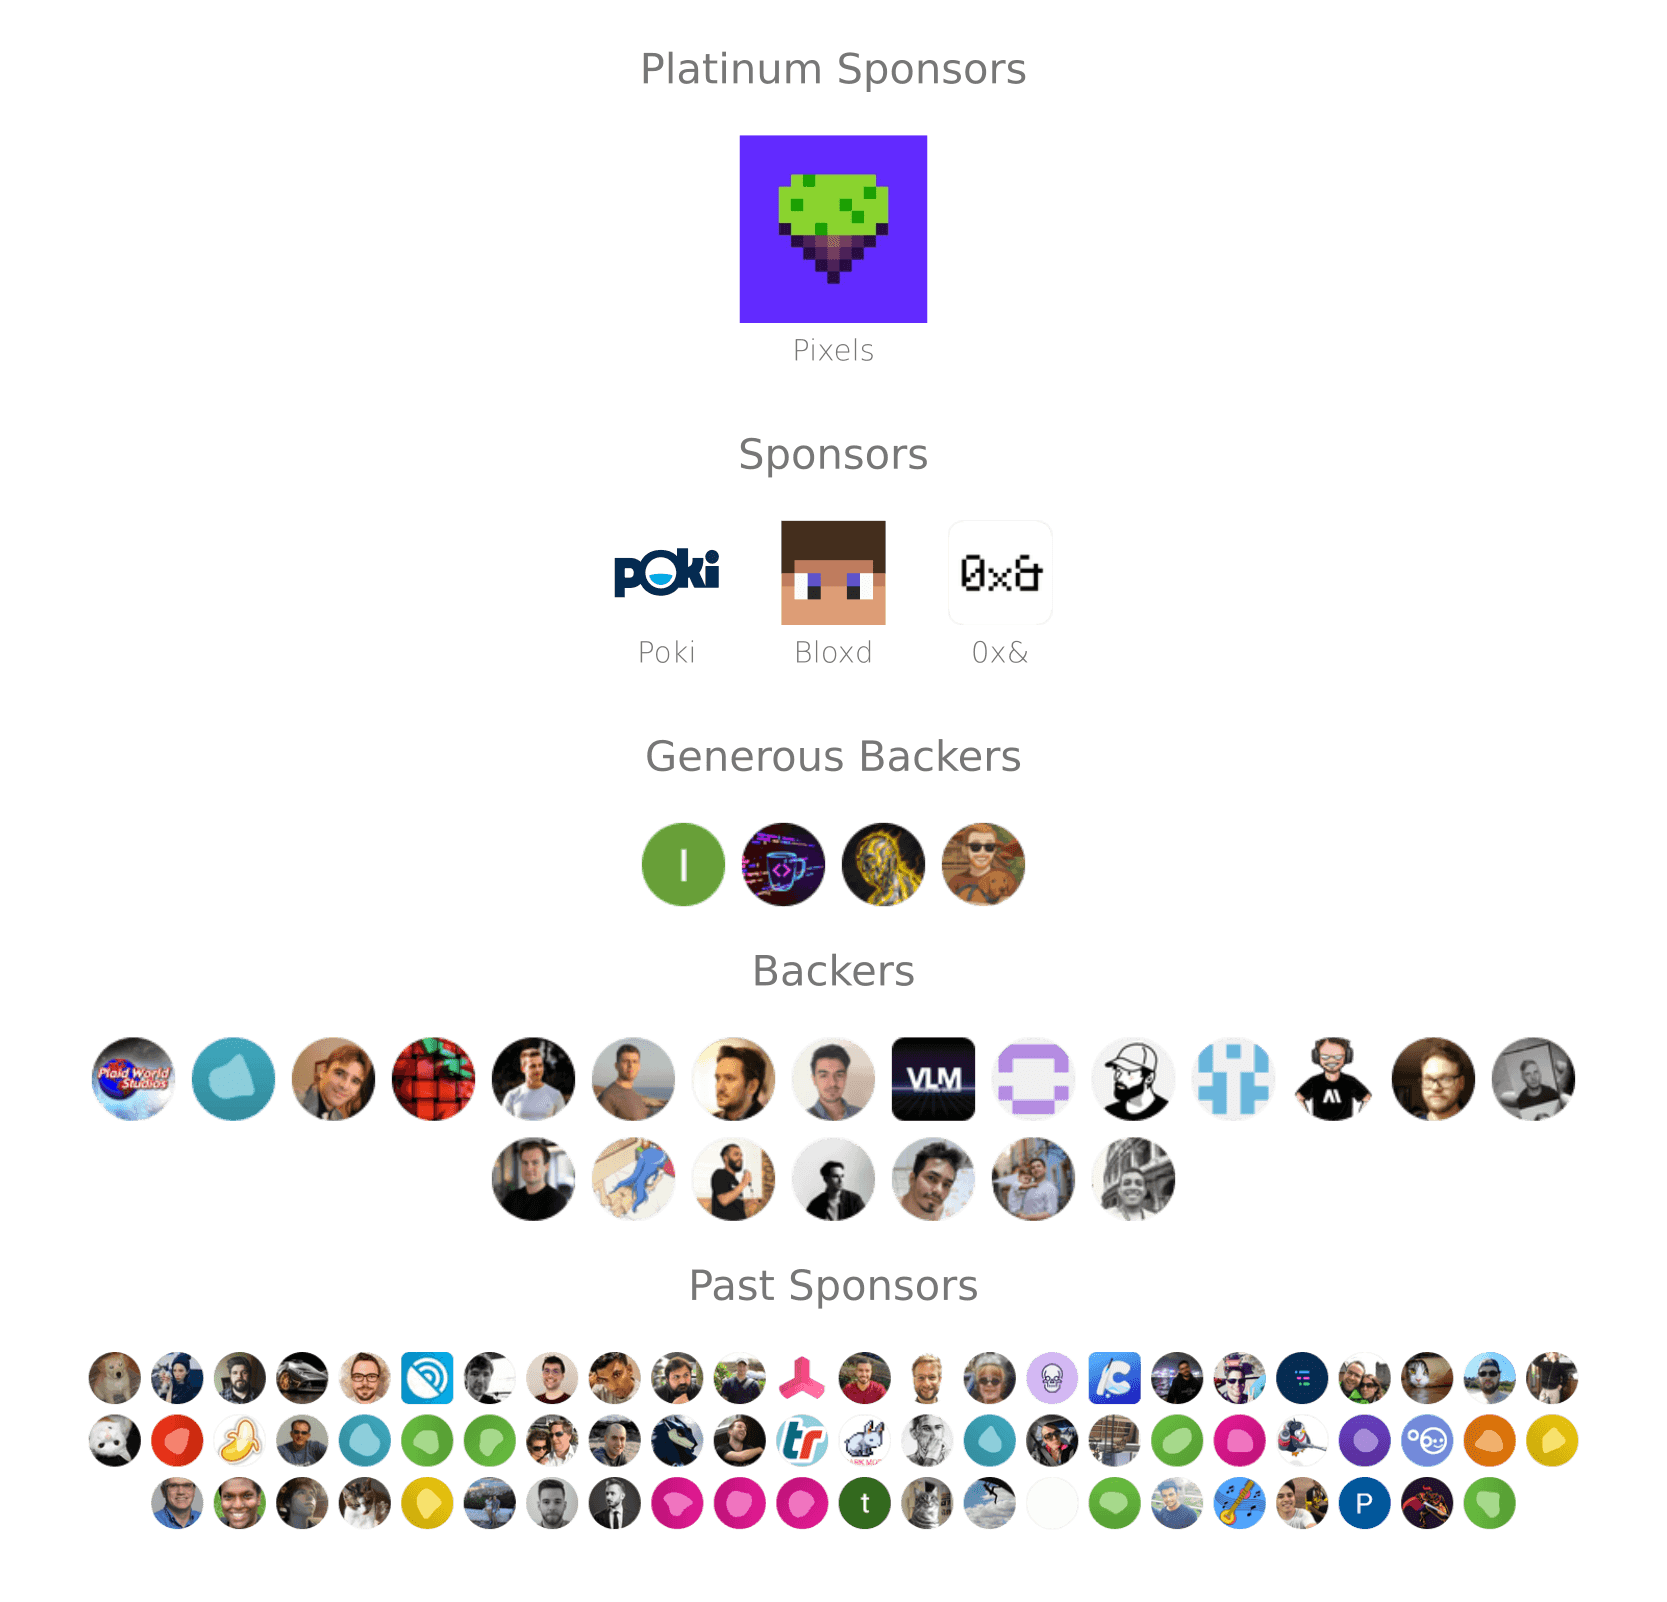 Platinum Sponsors
Pixels
Sponsors
poki
0x&
Poki Bloxd 0x&
Generous Backers
I
Backers
Plaid World
Studios
VLM
Past Sponsors
C
tr
t P